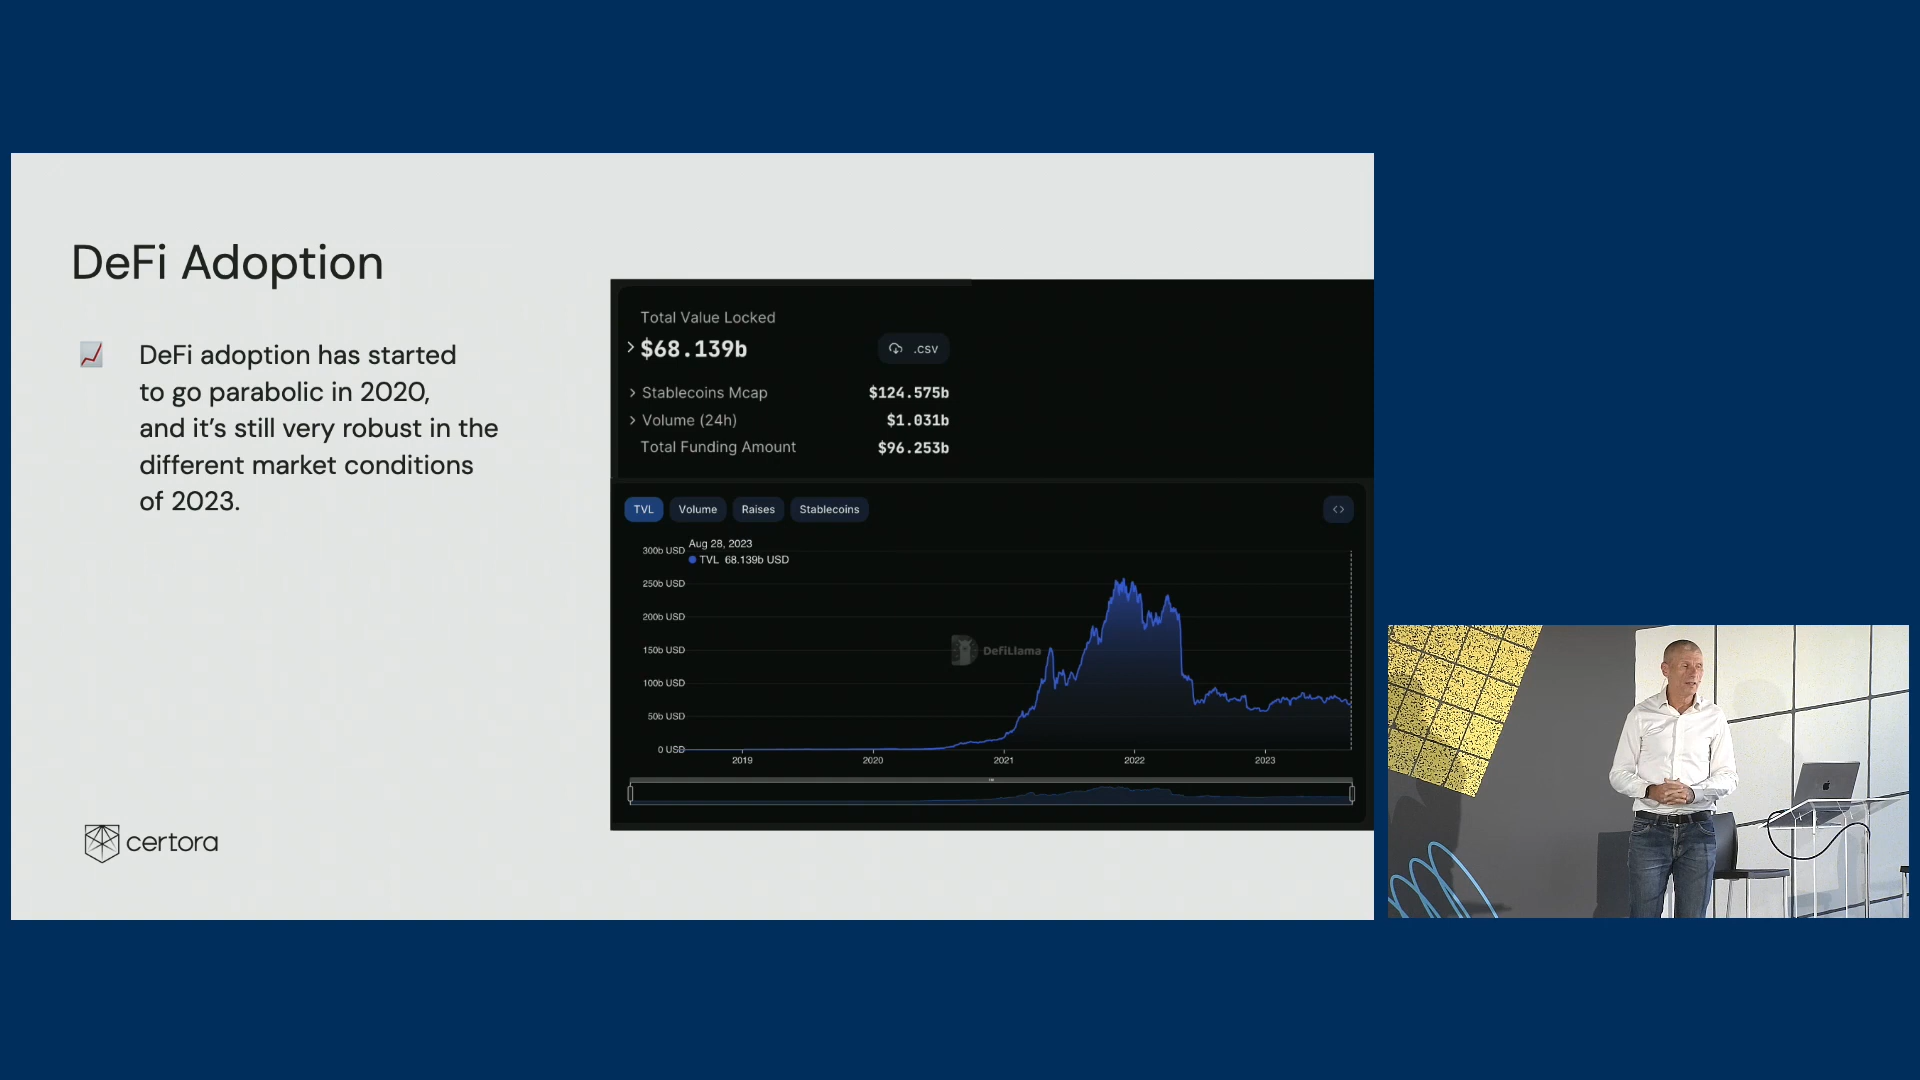 DeFi Adoption
DeFi adoption has started
to go parabolic in 2020,
and it’s still very robust in the
different market conditions
of 2023.
certora
Total Value Locked
$68.139b
.csv
Stablecoins Mcap $124.575b
Volume (24h) $1.031b
Total Funding Amount $96.253b
TVL Volume Raises Stablecoins
Aug 28, 2023
TVL 68.139b USD
300b USD
250b USD
200b USD
150b USD
100b USD
50b USD
0 USD
DefiLlama
2019 2020 2021 2022 2023